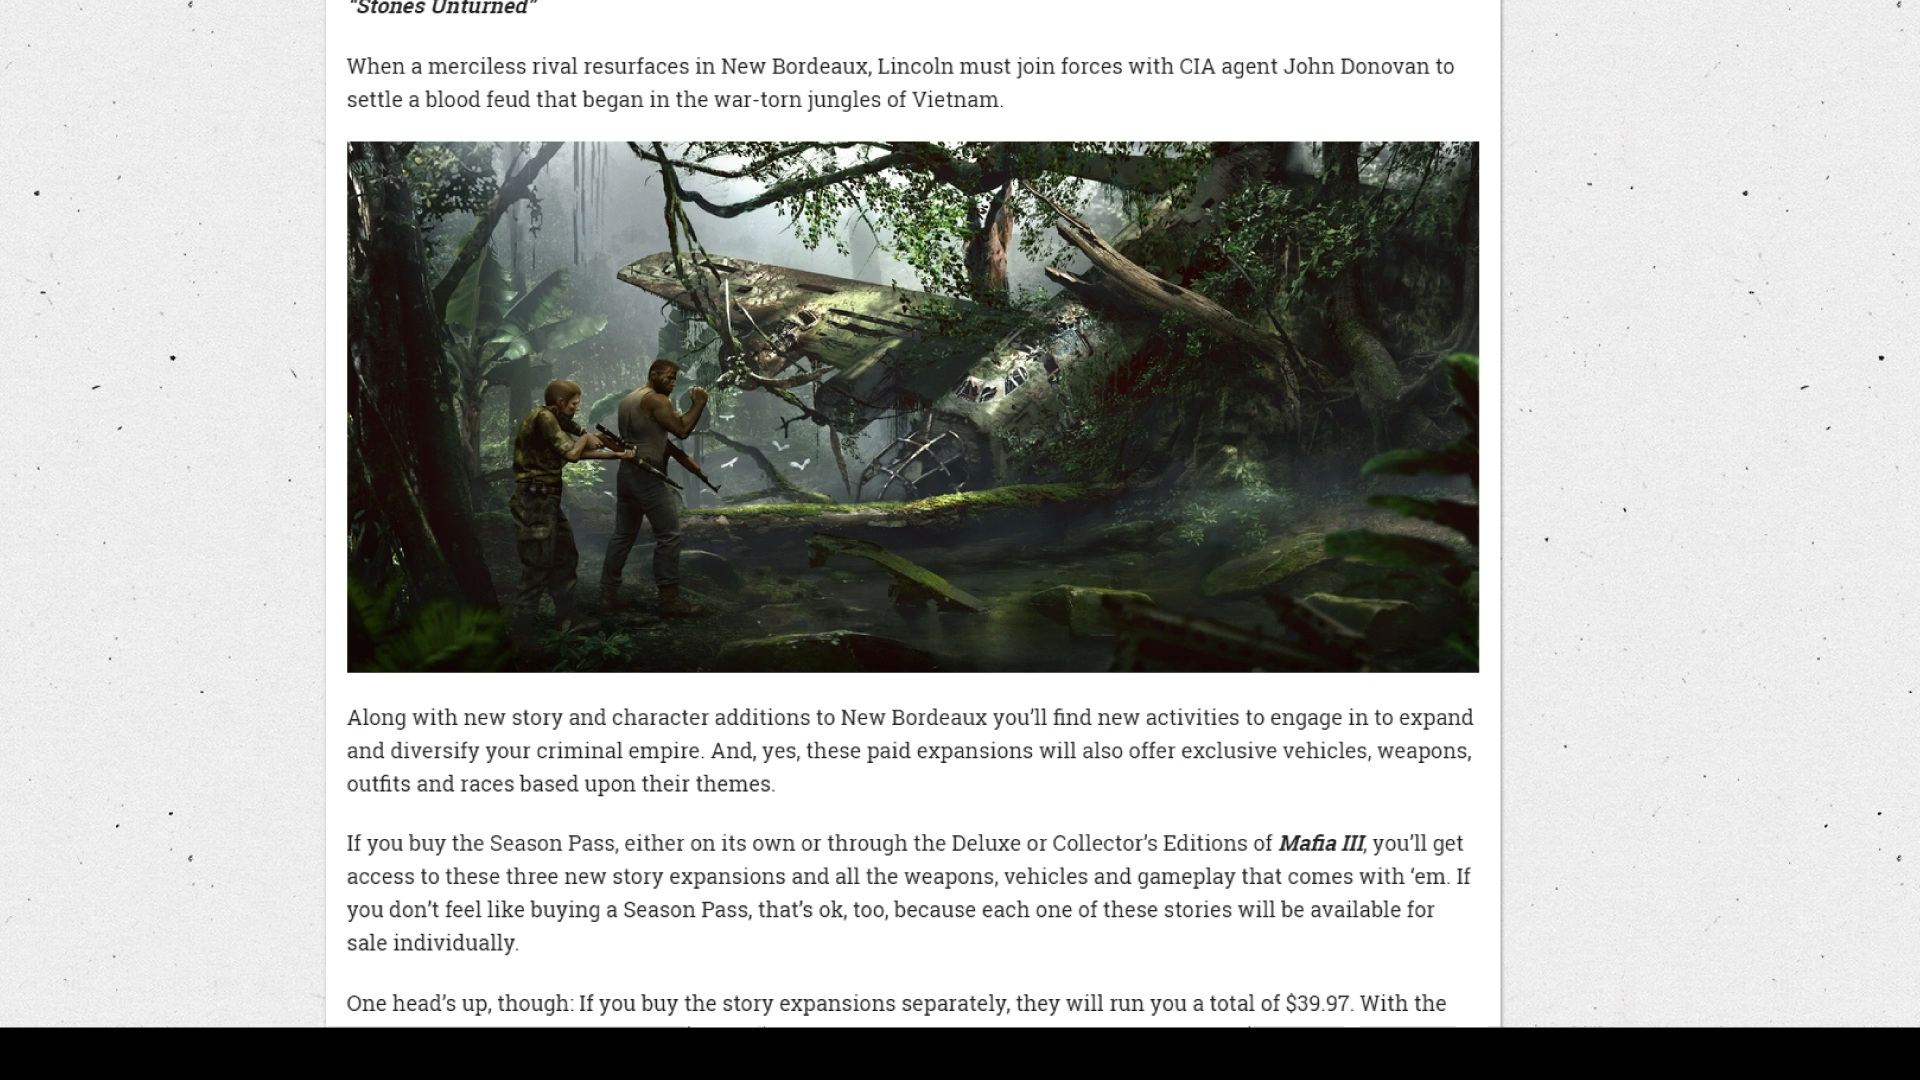 “Stones Unturned”
When a merciless rival resurfaces in New Bordeaux, Lincoln must join forces with CIA agent John Donovan to
settle a blood feud that began in the war-torn jungles of Vietnam.
Along with new story and character additions to New Bordeaux you’ll find new activities to engage in to expand
and diversify your criminal empire. And, yes, these paid expansions will also offer exclusive vehicles, weapons,
outfits and races based upon their themes.
If you buy the Season Pass, either on its own or through the Deluxe or Collector’s Editions of Mafia III, you’ll get
access to these three new story expansions and all the weapons, vehicles and gameplay that comes with ‘em. If
you don’t feel like buying a Season Pass, that’s ok, too, because each one of these stories will be available for
sale individually.
One head’s up, though: If you buy the story expansions separately, they will run you a total of $39.97. With the